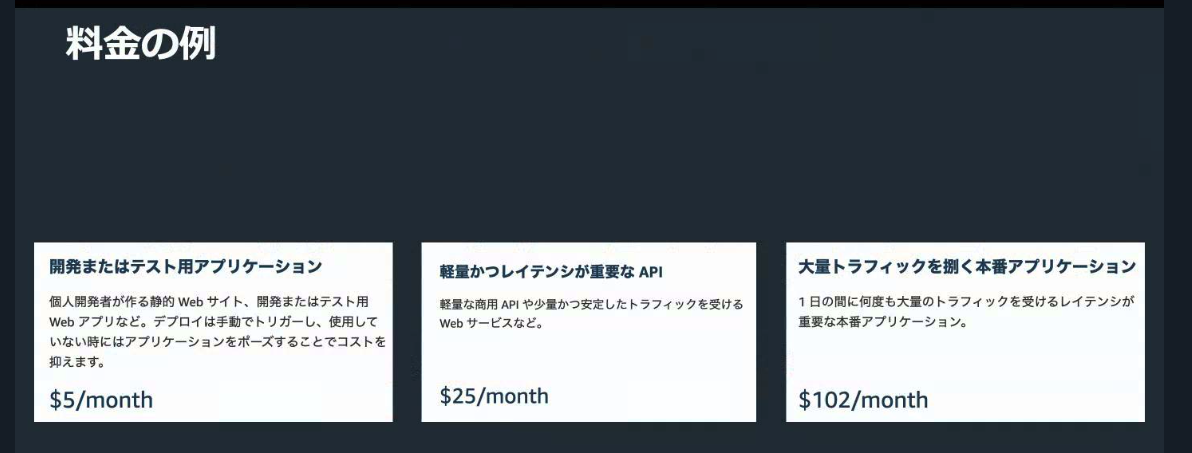 料金の例
開発またはテスト用アプリケーション
個人開発者が作る静的 Web サイト、開発またはテスト用
Web アプリなど。デプロイは手動でトリガーし、使用して
いない時にはアプリケーションをポーズすることでコストを
抑えます。
$5/month
軽量かつレイテンシが重要な API
軽量な商用 API や少量かつ安定したトラフィックを受ける
Web サービスなど。
$25/month
大量トラフィックを捌く本番アプリケーション
1 日の間に何度も大量のトラフィックを受けるレイテンシが
重要な本番アプリケーション。
$102/month